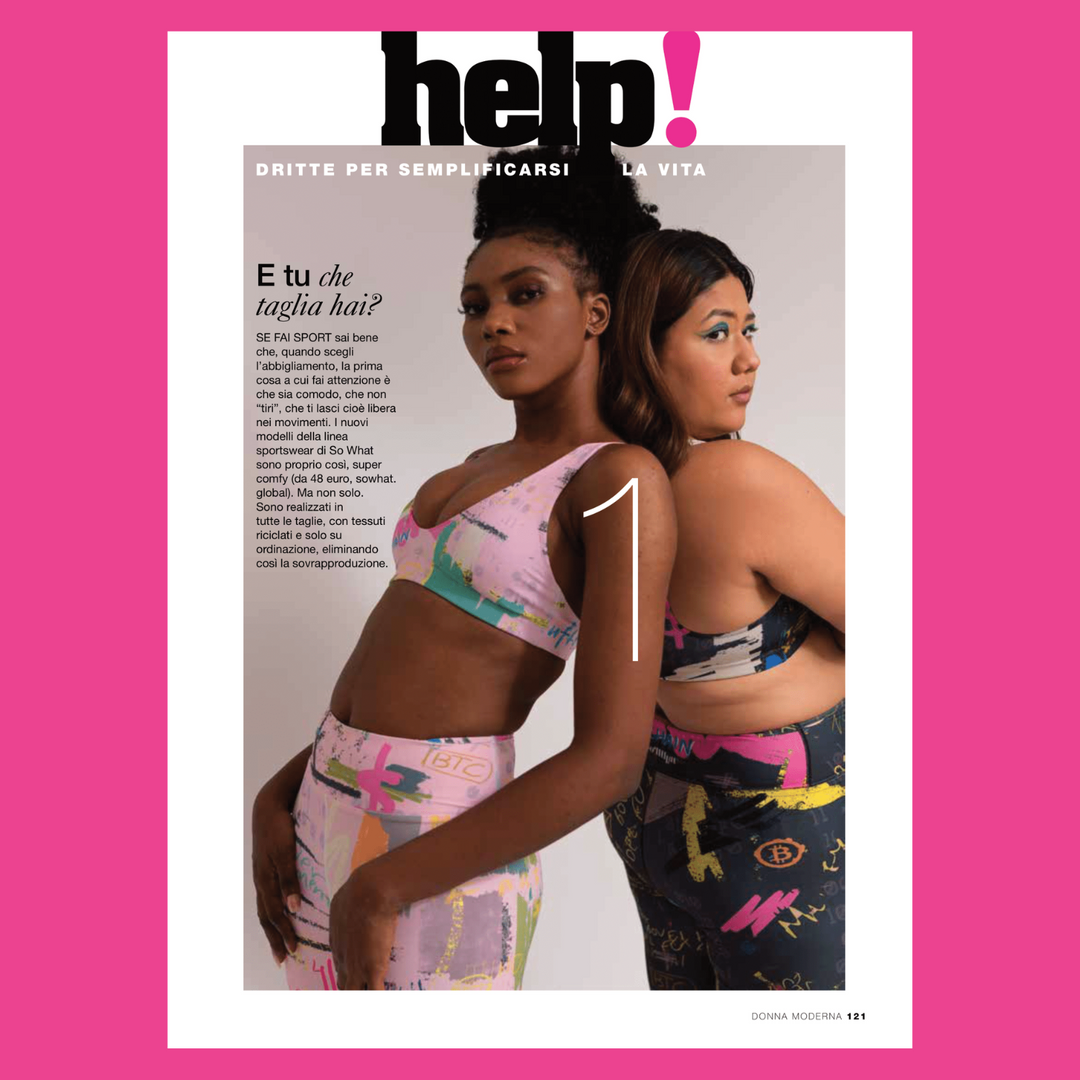 help!
DRITTE PER SEMPLIFICARSI LA VITA
E tu che
taglia hai?
SE FAI SPORT sai bene
che, quando scegli
l’abbigliamento, la prima
cosa a cui fai attenzione è
che sia comodo, che non
“tiri”, che ti lasci cioè libera
nei movimenti. I nuovi
modelli della linea
sportswear di So What
sono proprio così, super
comfy (da 48 euro, sowhat.
global). Ma non solo.
Sono realizzati in
tutte le taglie, con tessuti
riciclati e solo su
ordinazione, eliminando
così la sovrapproduzione.
1
BTC
DONNA MODERNA 121